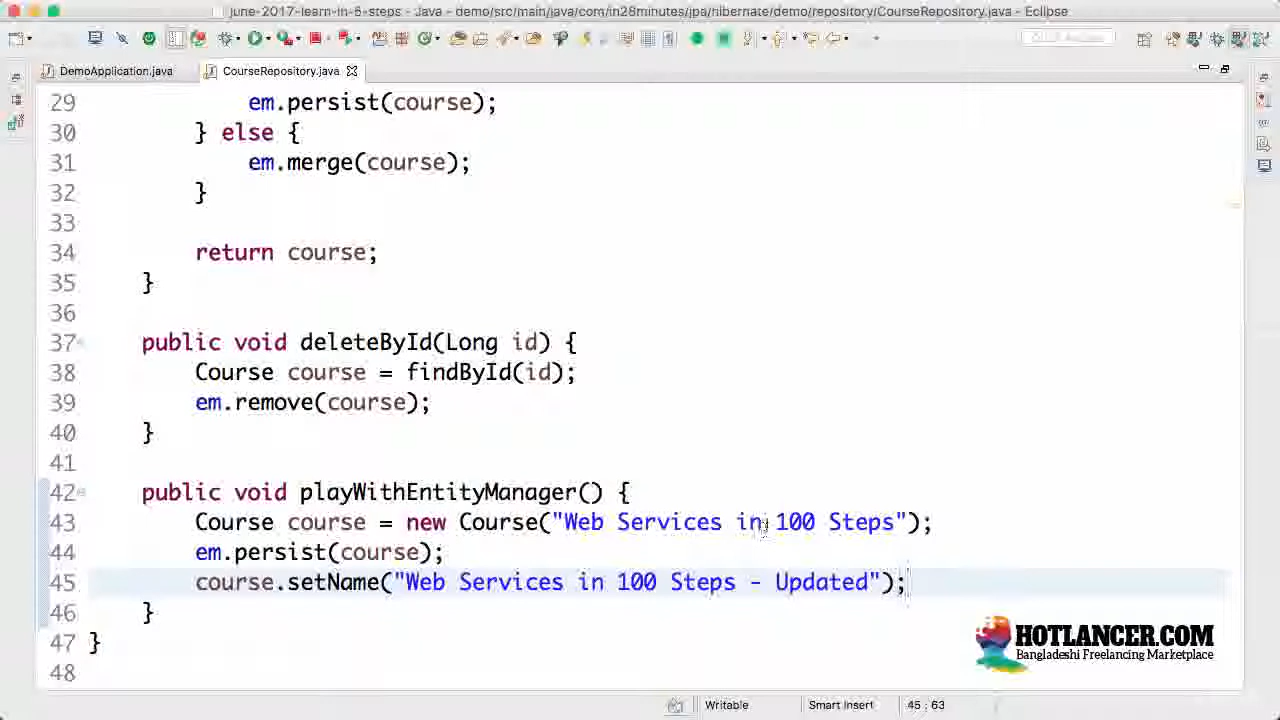 june-2017-learn-in-5-steps - Java - demo/src/main/java/com/in28minutes/jpa/hibernate/demo/repository/CourseRepository.java - Eclipse
DemoApplication.java
CourseRepository.java
29 em.persist(course);
30 } else {
31 em.merge(course);
32 }
33
34 return course;
35 }
36
37 public void deleteById(Long id) {
38 Course course = findById(id);
39 em.remove(course);
40 }
41
42 public void playWithEntityManager() {
43 Course course = new Course("Web Services in 100 Steps");
44 em.persist(course);
45 course.setName("Web Services in 100 Steps - Updated");
46 }
47 }
48
HOTLANCER.COM
Bangladeshi Freelancing Marketplace
Writable
Smart Insert
45 : 63